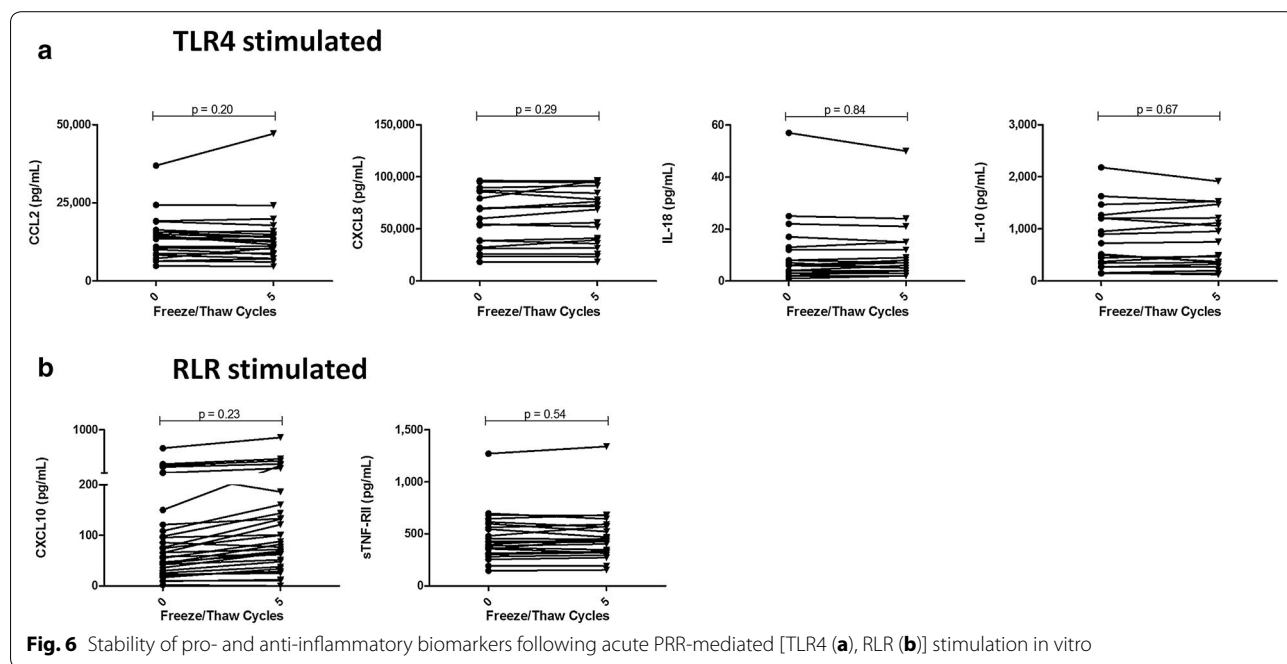 a
TLR4 stimulated
p = 0.20
50,000
25,000
0
CCL2 (pg/mL)
0
5
Freeze/Thaw Cycles
p = 0.29
150,000
100,000
50,000
0
CXCL8 (pg/mL)
0
5
Freeze/Thaw Cycles
p = 0.84
60
40
20
0
IL-18 (pg/mL)
0
5
Freeze/Thaw Cycles
p = 0.67
3,000
2,000
1,000
0
IL-10 (pg/mL)
0
5
Freeze/Thaw Cycles
b
RLR stimulated
p = 0.23
1000
200
100
0
CXCL10 (pg/mL)
0
5
Freeze/Thaw Cycles
p = 0.54
1,500
1,000
500
0
sTNF-RII (pg/mL)
0
5
Freeze/Thaw Cycles
Fig. 6 Stability of pro- and anti-inflammatory biomarkers following acute PRR-mediated [TLR4 (a), RLR (b)] stimulation in vitro